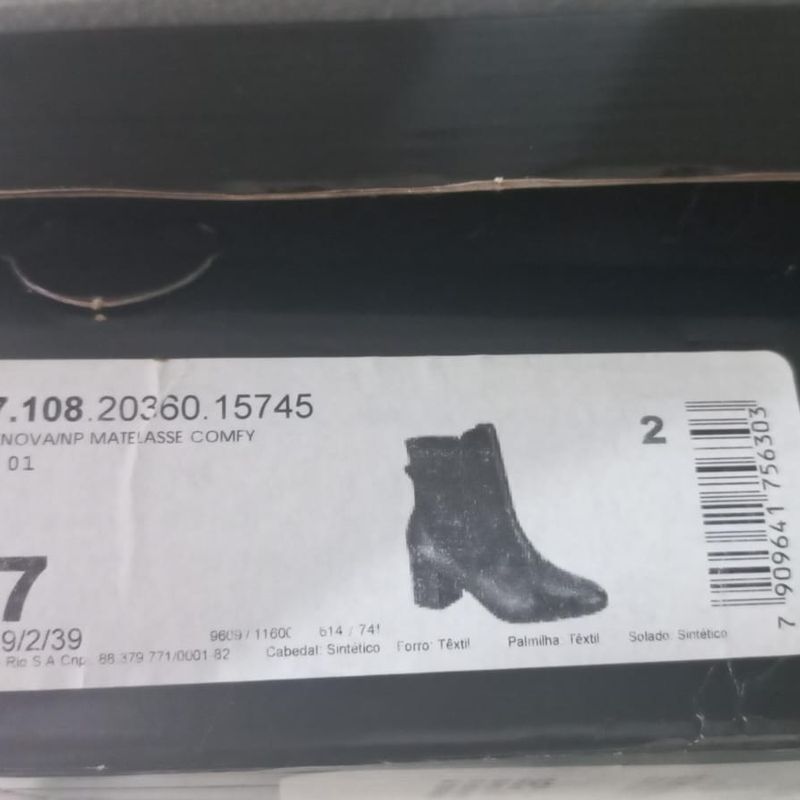 7.108.20360.15745
NOVA/NP MATELASSE COMFY
01
2
7
9/2/39
9609 / 11600 614 / 741
Rio S A Cnp 88 379 771/0001 82
Cabedal: Sintético Forro: Têxtil Palmilha: Têxtil Solado: Sintético
7 909641 756303